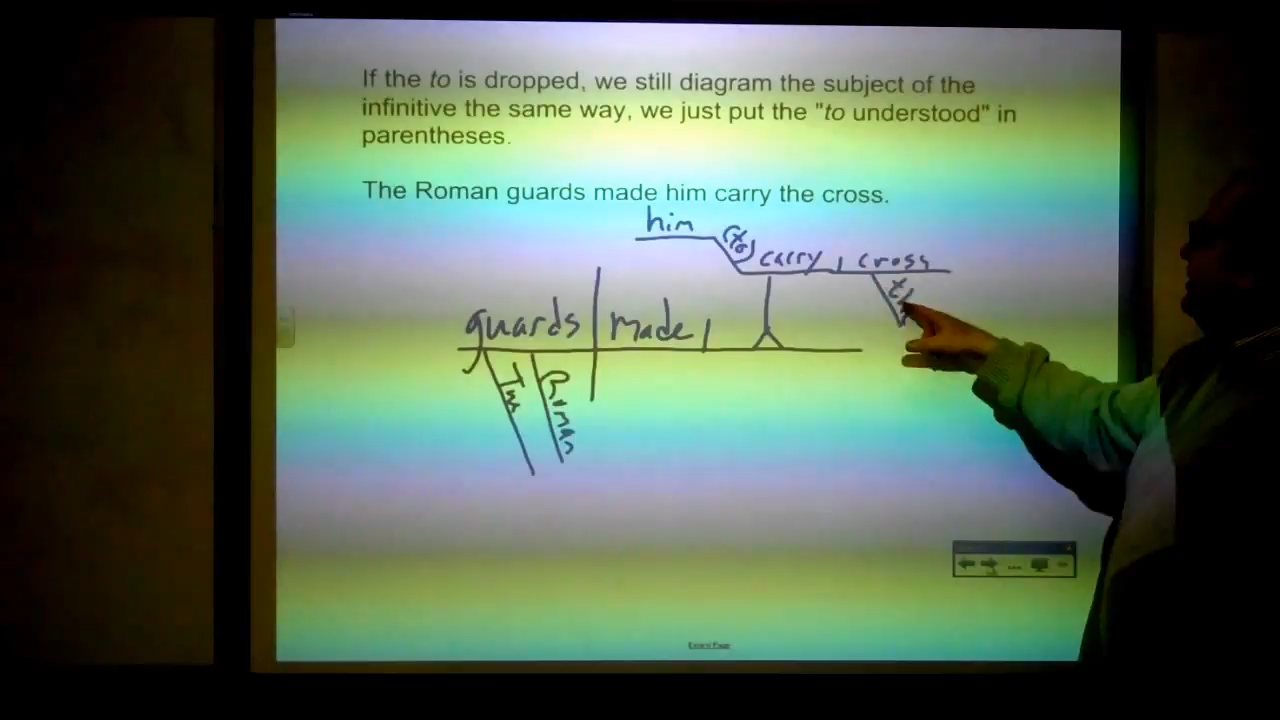 If the to is dropped, we still diagram the subject of the
infinitive the same way, we just put the "to understood" in
parentheses.
The Roman guards made him carry the cross.
him
(to)
carry cross
guards made
The
Roman